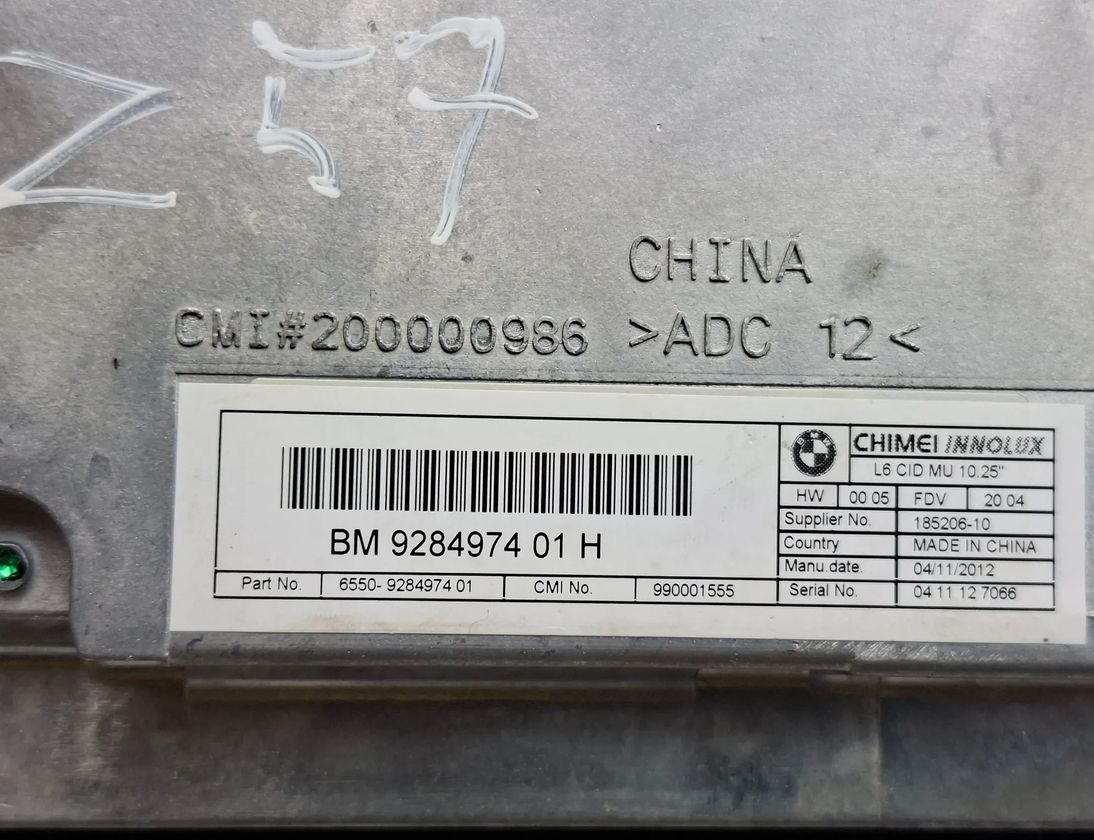 Z 57
CHINA
CMI#200000986 >ADC 12<
BM 9284974 01 H
Part No. 6550- 9284974 01 CMI No. 990001555
CHIMEI INNOLUX
L6 CID MU 10.25"
HW 00 05 FDV 20 04
Supplier No. 185206-10
Country MADE IN CHINA
Manu.date. 04/11/2012
Serial No. 04 11 12 7066